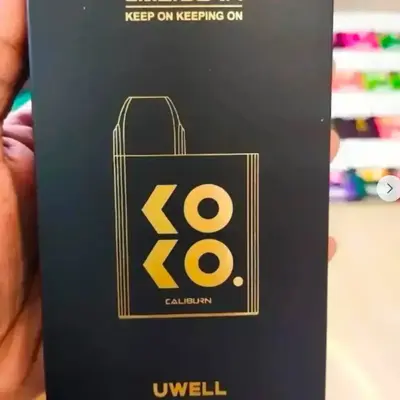 KEEP ON KEEPING ON
KO
KO.
CALIBURN
UWELL